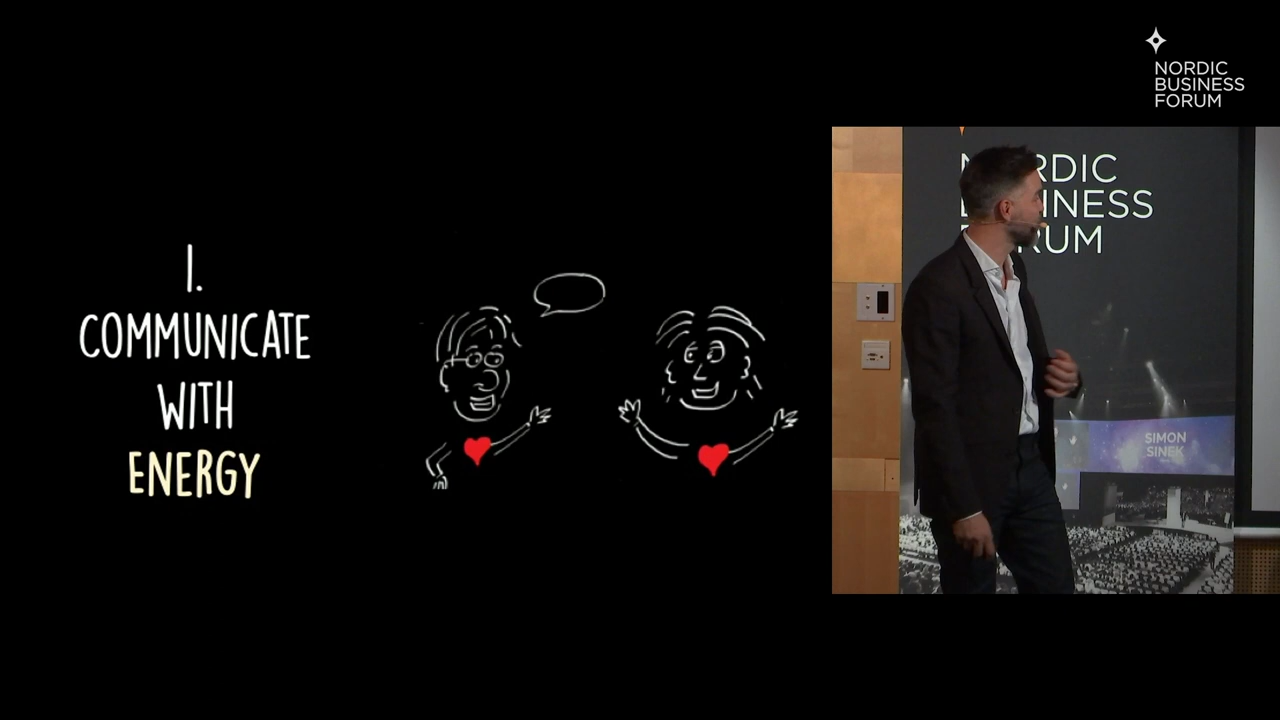 NORDIC
BUSINESS
FORUM
1.
COMMUNICATE
WITH
ENERGY
RDIC
INESS
RUM
SIMON
SINEK